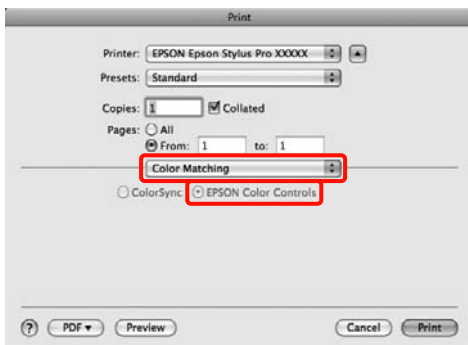 Print
Printer: EPSON Epson Stylus Pro XXXXX
Presets: Standard
Copies: 1 Collated
Pages: All
From: 1 to: 1
Color Matching
ColorSync EPSON Color Controls
? PDF▾ Preview Cancel Print